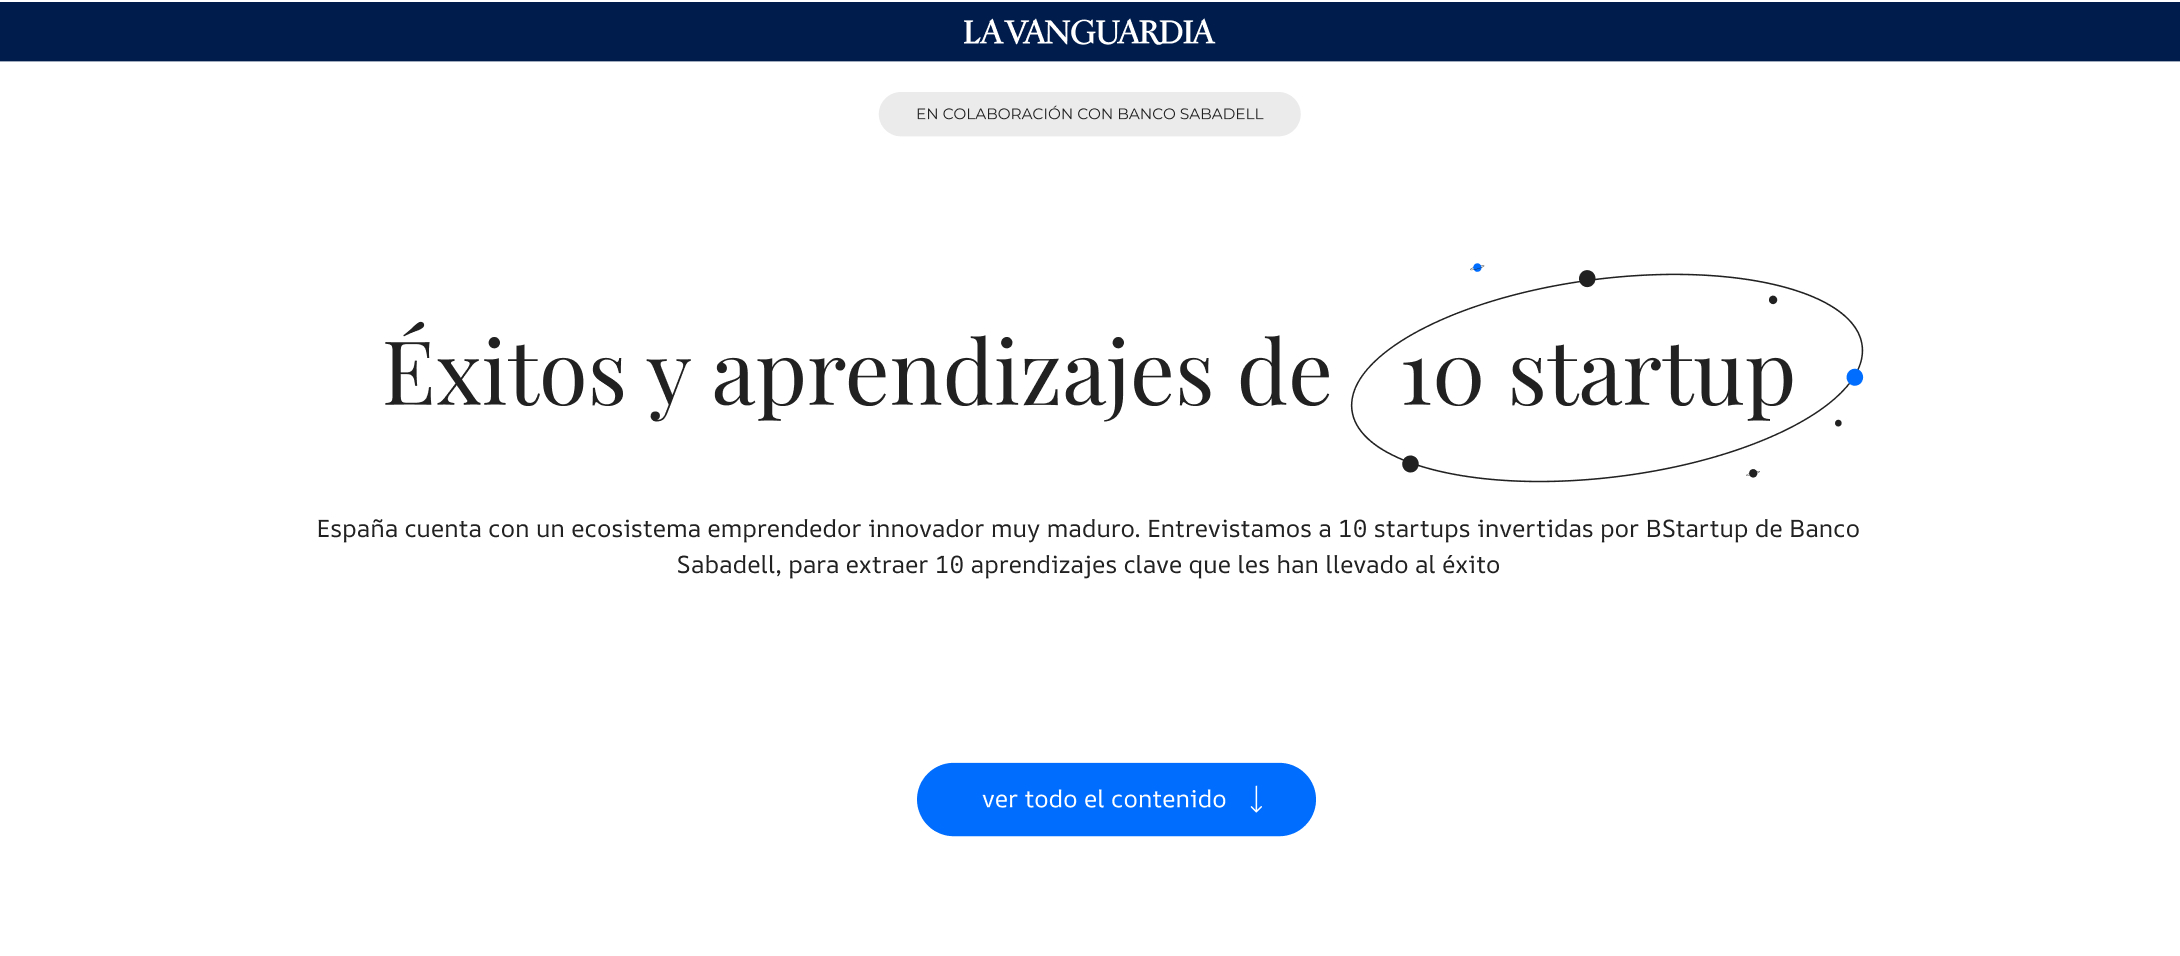 LA VANGUARDIA
EN COLABORACIÓN CON BANCO SABADELL
Éxitos y aprendizajes de 10 startup
España cuenta con un ecosistema emprendedor innovador muy maduro. Entrevistamos a 10 startups invertidas por BStartup de Banco
Sabadell, para extraer 10 aprendizajes clave que les han llevado al éxito
ver todo el contenido ↓